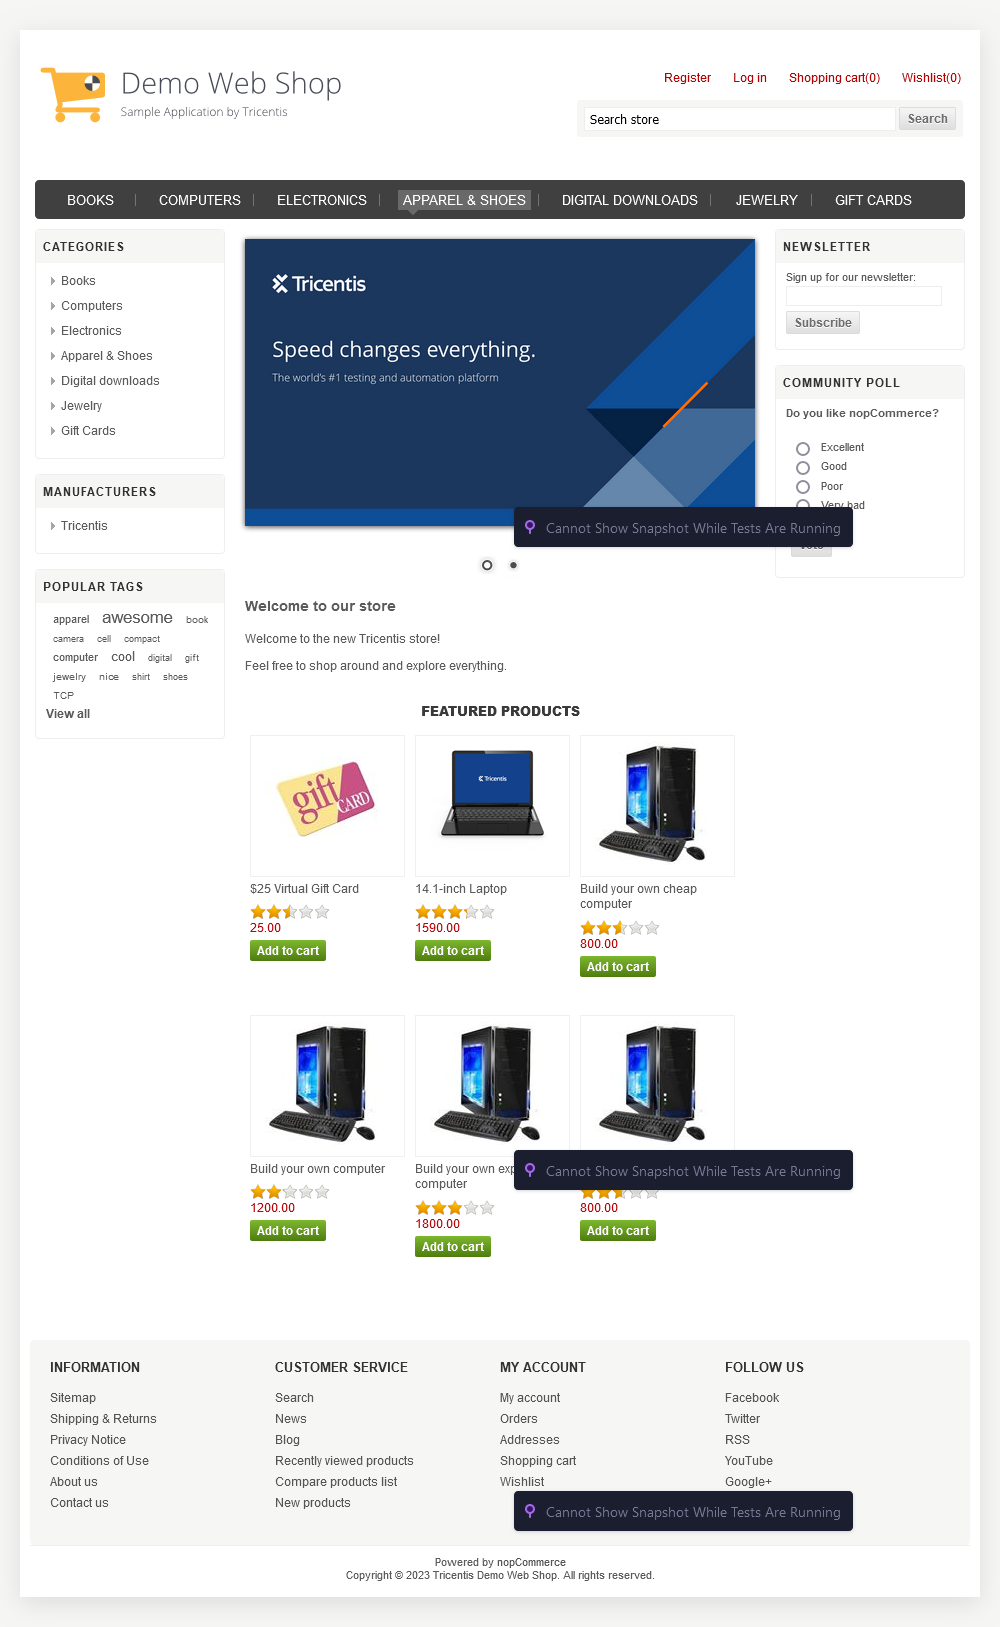 Demo Web Shop
Sample Application by Tricentis
Register Log in Shopping cart(0) Wishlist(0)
Search store Search
BOOKS COMPUTERS ELECTRONICS APPAREL & SHOES DIGITAL DOWNLOADS JEWELRY GIFT CARDS
CATEGORIES
Books
Computers
Electronics
Apparel & Shoes
Digital downloads
Jewelry
Gift Cards
MANUFACTURERS
Tricentis
POPULAR TAGS
apparel awesome book
camera cell compact
computer cool digital gift
jewelry nice shirt shoes
TCP
View all
Tricentis
Speed changes everything.
The world's #1 testing and automation platform
NEWSLETTER
Sign up for our newsletter:
Subscribe
COMMUNITY POLL
Do you like nopCommerce?
Excellent
Good
Poor
Very bad
Cannot Show Snapshot While Tests Are Running
Vote
Welcome to our store
Welcome to the new Tricentis store!
Feel free to shop around and explore everything.
FEATURED PRODUCTS
gift CARD
Tricentis
$25 Virtual Gift Card
25.00
Add to cart
14.1-inch Laptop
1590.00
Add to cart
Build your own cheap
computer
800.00
Add to cart
Build your own computer
1200.00
Add to cart
Build your own exp
computer
1800.00
Add to cart
Cannot Show Snapshot While Tests Are Running
800.00
Add to cart
INFORMATION
Sitemap
Shipping & Returns
Privacy Notice
Conditions of Use
About us
Contact us
CUSTOMER SERVICE
Search
News
Blog
Recently viewed products
Compare products list
New products
MY ACCOUNT
My account
Orders
Addresses
Shopping cart
Wishlist
FOLLOW US
Facebook
Twitter
RSS
YouTube
Google+
Cannot Show Snapshot While Tests Are Running
Powered by nopCommerce
Copyright © 2023 Tricentis Demo Web Shop. All rights reserved.